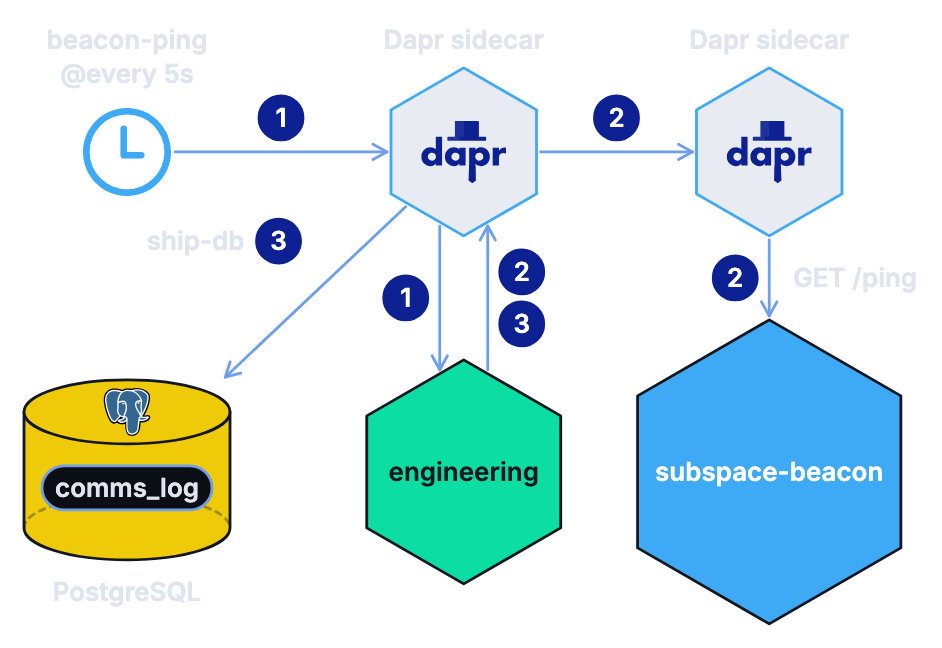 beacon-ping
@every 5s
Dapr sidecar
Dapr sidecar
1
2
dapr
dapr
ship-db
3
1
2
3
2
GET /ping
comms_log
engineering
subspace-beacon
PostgreSQL